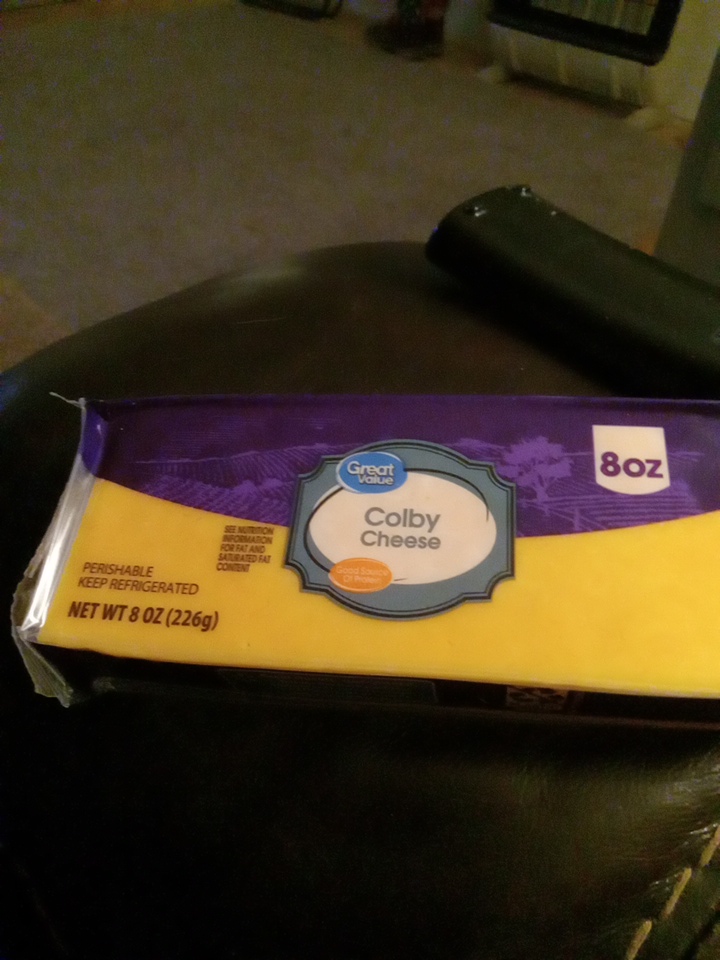 8oz
Great
Value
Colby
Cheese
Good Source
Of Protein
SEE NUTRITION
INFORMATION
FOR FAT AND
SATURATED FAT
CONTENT
PERISHABLE
KEEP REFRIGERATED
NET WT 8 OZ (226g)